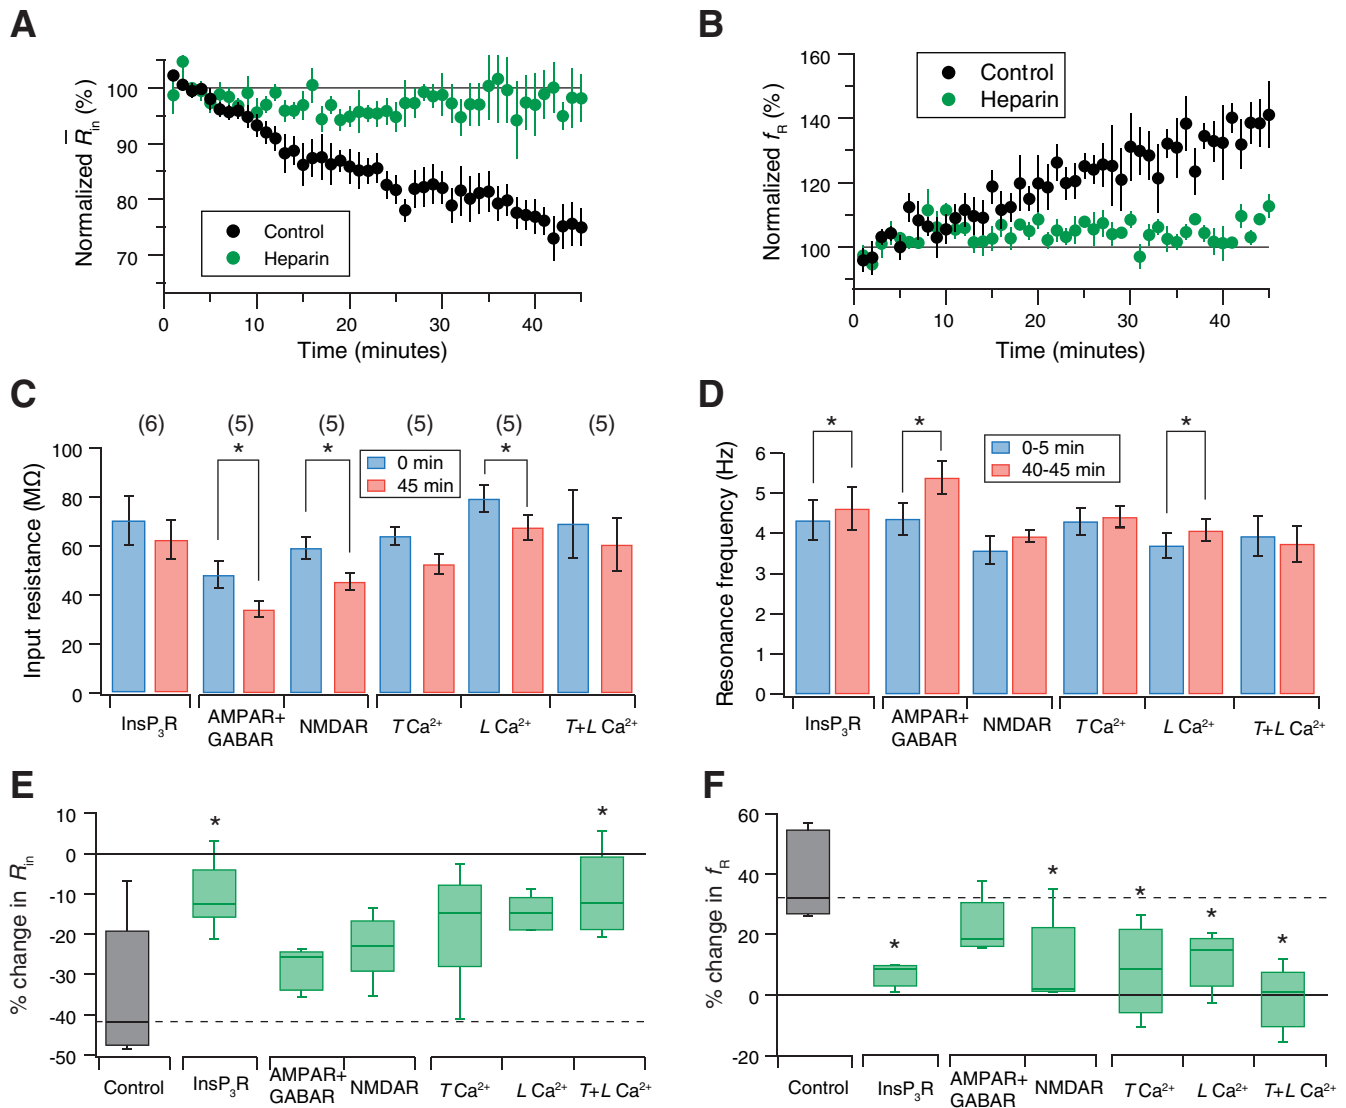 A
Normalized R̅in (%)
100
90
80
70
Control
Heparin
0
10
20
30
40
Time (minutes)
B
Normalized fR (%)
160
140
120
100
Control
Heparin
0
10
20
30
40
Time (minutes)
C
(6)
(5)
(5)
(5)
(5)
(5)
*
*
*
Input resistance (MΩ)
100
80
60
40
20
0
0 min
45 min
InsP3R
AMPAR+
GABAR
NMDAR
T Ca2+
L Ca2+
T+L Ca2+
D
*
*
*
Resonance frequency (Hz)
6
5
4
3
2
1
0
0-5 min
40-45 min
InsP3R
AMPAR+
GABAR
NMDAR
T Ca2+
L Ca2+
T+L Ca2+
E
% change in Rin
10
0
-10
-20
-30
-40
-50
*
*
Control
InsP3R
AMPAR+
GABAR
NMDAR
T Ca2+
L Ca2+
T+L Ca2+
F
% change in fR
60
40
20
0
-20
*
*
*
*
*
Control
InsP3R
AMPAR+
GABAR
NMDAR
T Ca2+
L Ca2+
T+L Ca2+